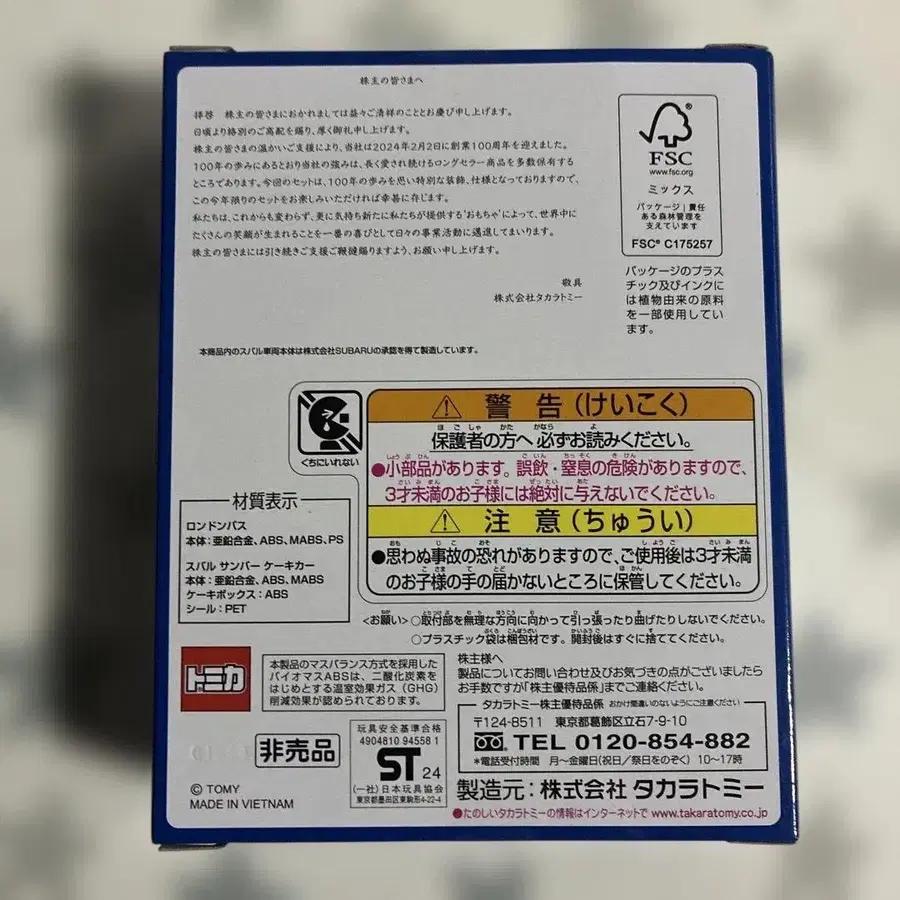 株主の皆さまへ
拝啓　株主の皆さまにおかれましては益々ご清祥のこととお慶び申し上げます。
日頃より格別のご高配を賜り、厚く御礼申し上げます。
株主の皆さまの温かいご支援により、当社は2024年2月2日に創業100周年を迎えました。
100年の歩みにあるとおり当社の強みは、長く愛され続けるロングセラー商品を多数保有する
ところであります。今回のセットは、100年の歩みを思い特別な装飾、仕様となっておりますので、
この今年限りのセットをお楽しみいただければ幸甚に存じます。
私たちは、これからも変わらず、更に気持ち新たに私たちが提供する"おもちゃ"によって、世界中に
たくさんの笑顔が生まれることを一番の喜びとして日々の事業活動に邁進してまいります。
株主の皆さまには引き続きご支援ご鞭撻賜りますよう、お願い申し上げます。
敬具
株式会社タカラトミー
FSC
www.fsc.org
ミックス
パッケージ|責任
ある森林管理を
支えています
FSC® C175257
パッケージのプラス
チック及びインクに
は植物由来の原料
を一部使用してい
ます。
本商品内のスバル車両本体は株式会社SUBARUの承認を得て製造しています。
くちにいれない
警告(けいこく)
保護者の方へ 必ずお読みください。
●小部品があります。誤飲・窒息の危険がありますので、
3才未満のお子様には絶対に与えないでください。
注意(ちゅうい)
●思わぬ事故の恐れがありますので、ご使用後は3才未満
のお子様の手の届かないところに保管してください。
<お願い>○取付部を無理な方向に向かって引っ張ったり曲げたりしないでください。
○プラスチック袋は梱包材です。開封後はすぐに捨ててください。
材質表示
ロンドンバス
本体:亜鉛合金、ABS、MABS、PS
スバル サンバー ケーキカー
本体:亜鉛合金、ABS、MABS
ケーキボックス:ABS
シール:PET
トミカ
本製品のマスバランス方式を採用した
バイオマスABSは、二酸化炭素を
はじめとする温室効果ガス(GHG)
削減効果が認められております。
株主様へ
製品についてお問い合わせ及びお気づきの点がございましたら
お手数ですが「株主優待品係」までご連絡ください。
タカラトミー株主優待品係 おかけ間違いのないようにご注意ください
〒124-8511 東京都葛飾区立石7-9-10
TEL 0120-854-882
*電話受付時間 月〜金曜日(祝日/祭日をのぞく)10〜17時
非売品
玩具安全基準合格
4904810 94558 1
ST 24
(一社)日本玩具協会
東京都墨田区東駒形4-22-4
© TOMY
MADE IN VIETNAM
製造元:株式会社 タカラトミー
●たのしいタカラトミーの情報はインターネットで www.takaratomy.co.jp